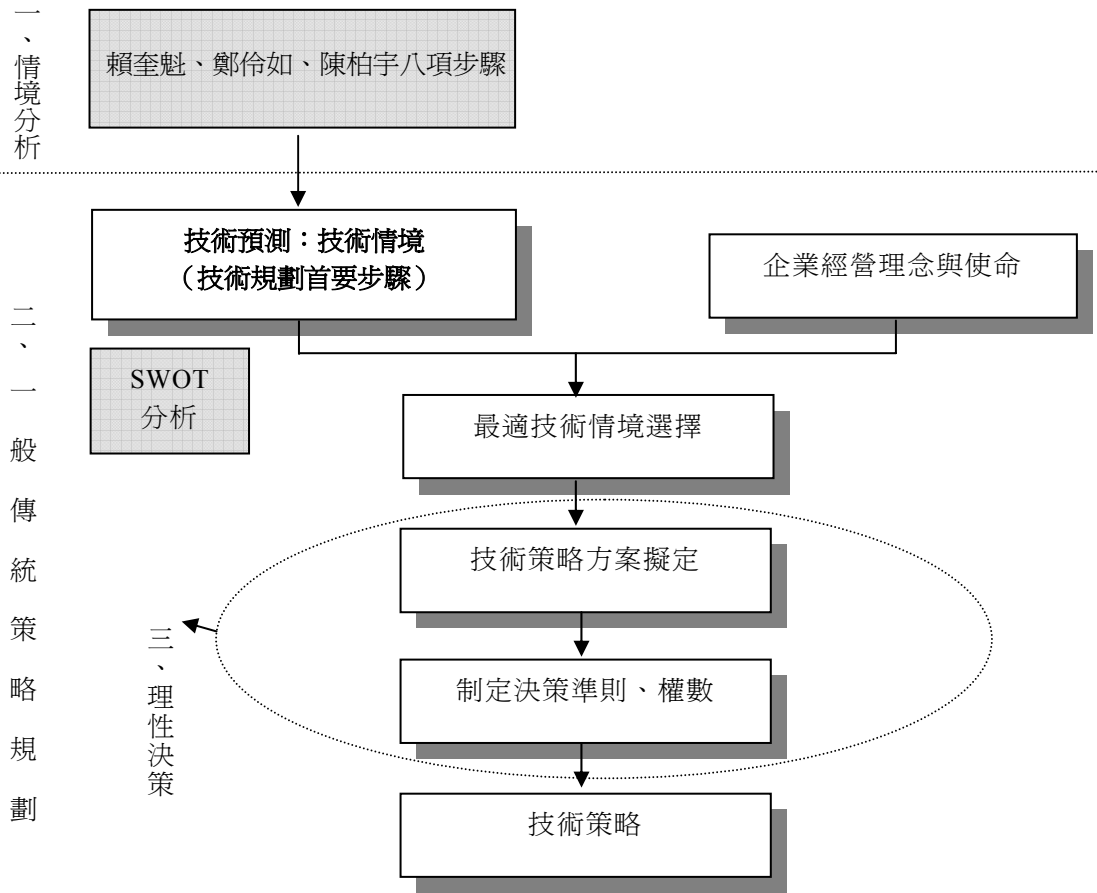 一、情境分析
賴奎魁、鄭伶如、陳柏宇八項步驟
技術預測：技術情境
（技術規劃首要步驟）
企業經營理念與使命
二、一般傳統策略規劃
SWOT
分析
最適技術情境選擇
技術策略方案擬定
三、理性決策
制定決策準則、權數
技術策略